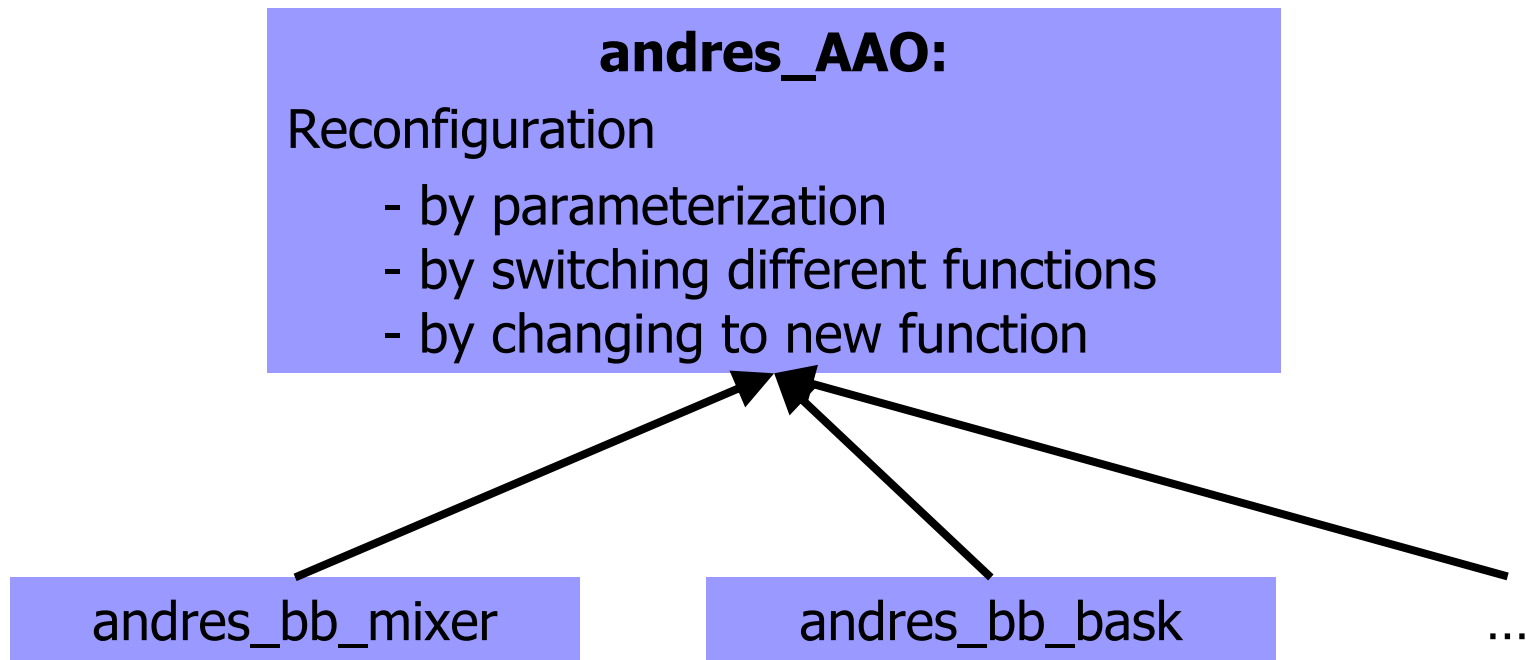 andres_AAO:
Reconfiguration
- by parameterization
- by switching different functions
- by changing to new function
andres_bb_mixer
andres_bb_bask
...